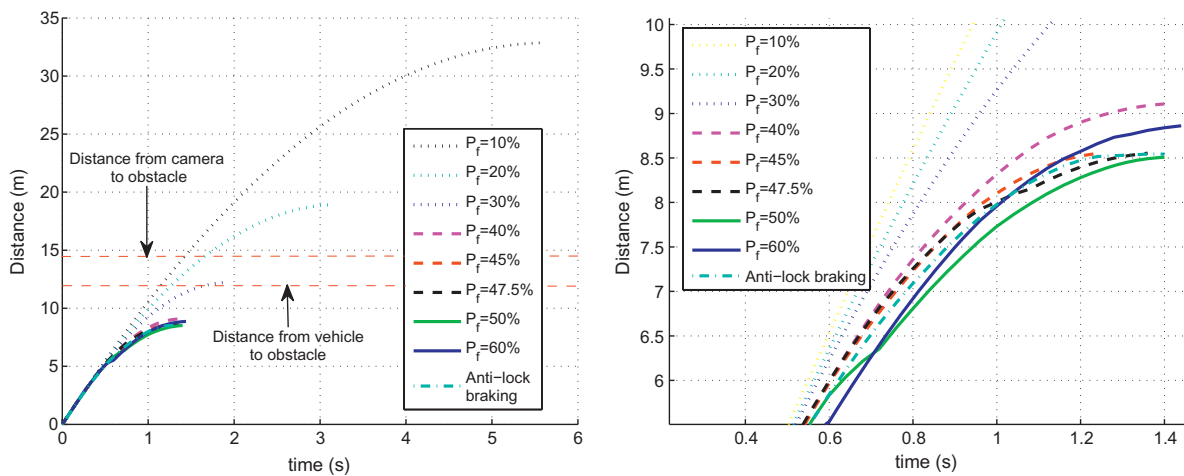 35
30
25
20
15
10
5
0
Distance (m)
0 1 2 3 4 5 6
time (s)
Distance from camera
to obstacle
Distance from vehicle
to obstacle
P_f=10%
P_f=20%
P_f=30%
P_f=40%
P_f=45%
P_f=47.5%
P_f=50%
P_f=60%
Anti−lock
braking
10
9.5
9
8.5
8
7.5
7
6.5
6
Distance (m)
0.4 0.6 0.8 1 1.2 1.4
time (s)
P_f=10%
P_f=20%
P_f=30%
P_f=40%
P_f=45%
P_f=47.5%
P_f=50%
P_f=60%
Anti−lock braking